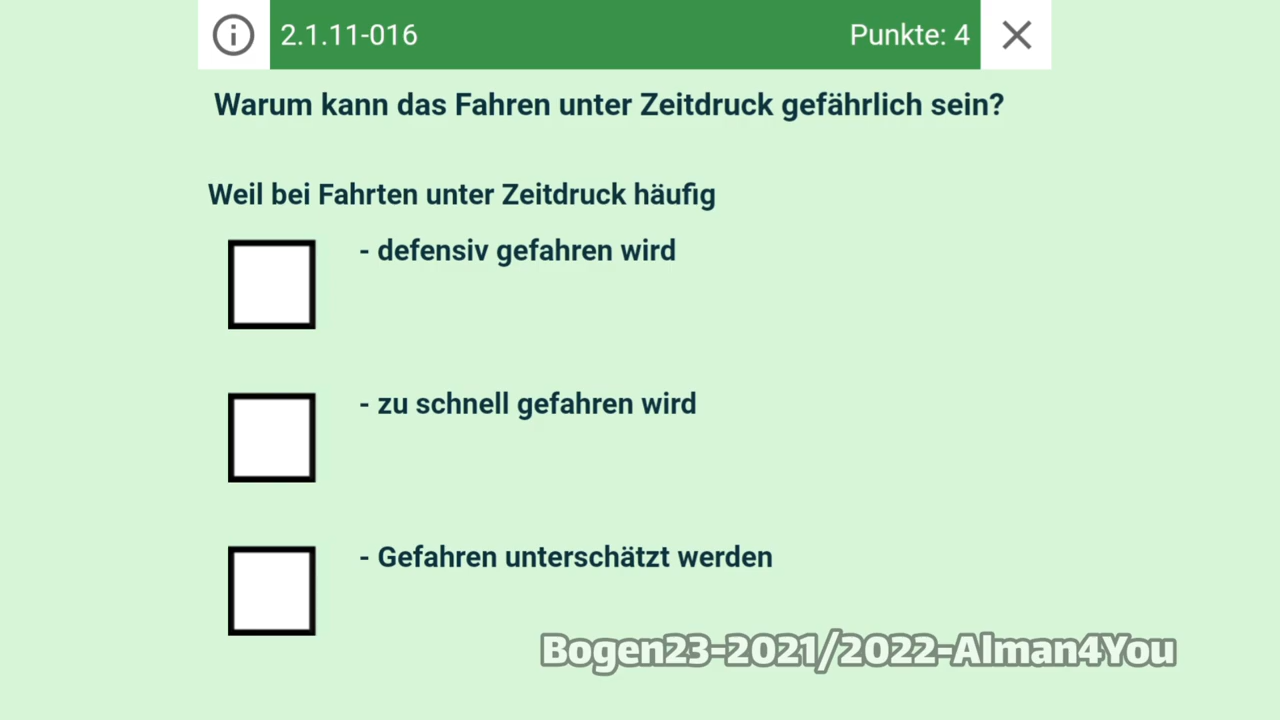 2.1.11-016 Punkte: 4
Warum kann das Fahren unter Zeitdruck gefährlich sein?
Weil bei Fahrten unter Zeitdruck häufig
- defensiv gefahren wird
- zu schnell gefahren wird
- Gefahren unterschätzt werden
Bogen23-2021/2022-Alman4You